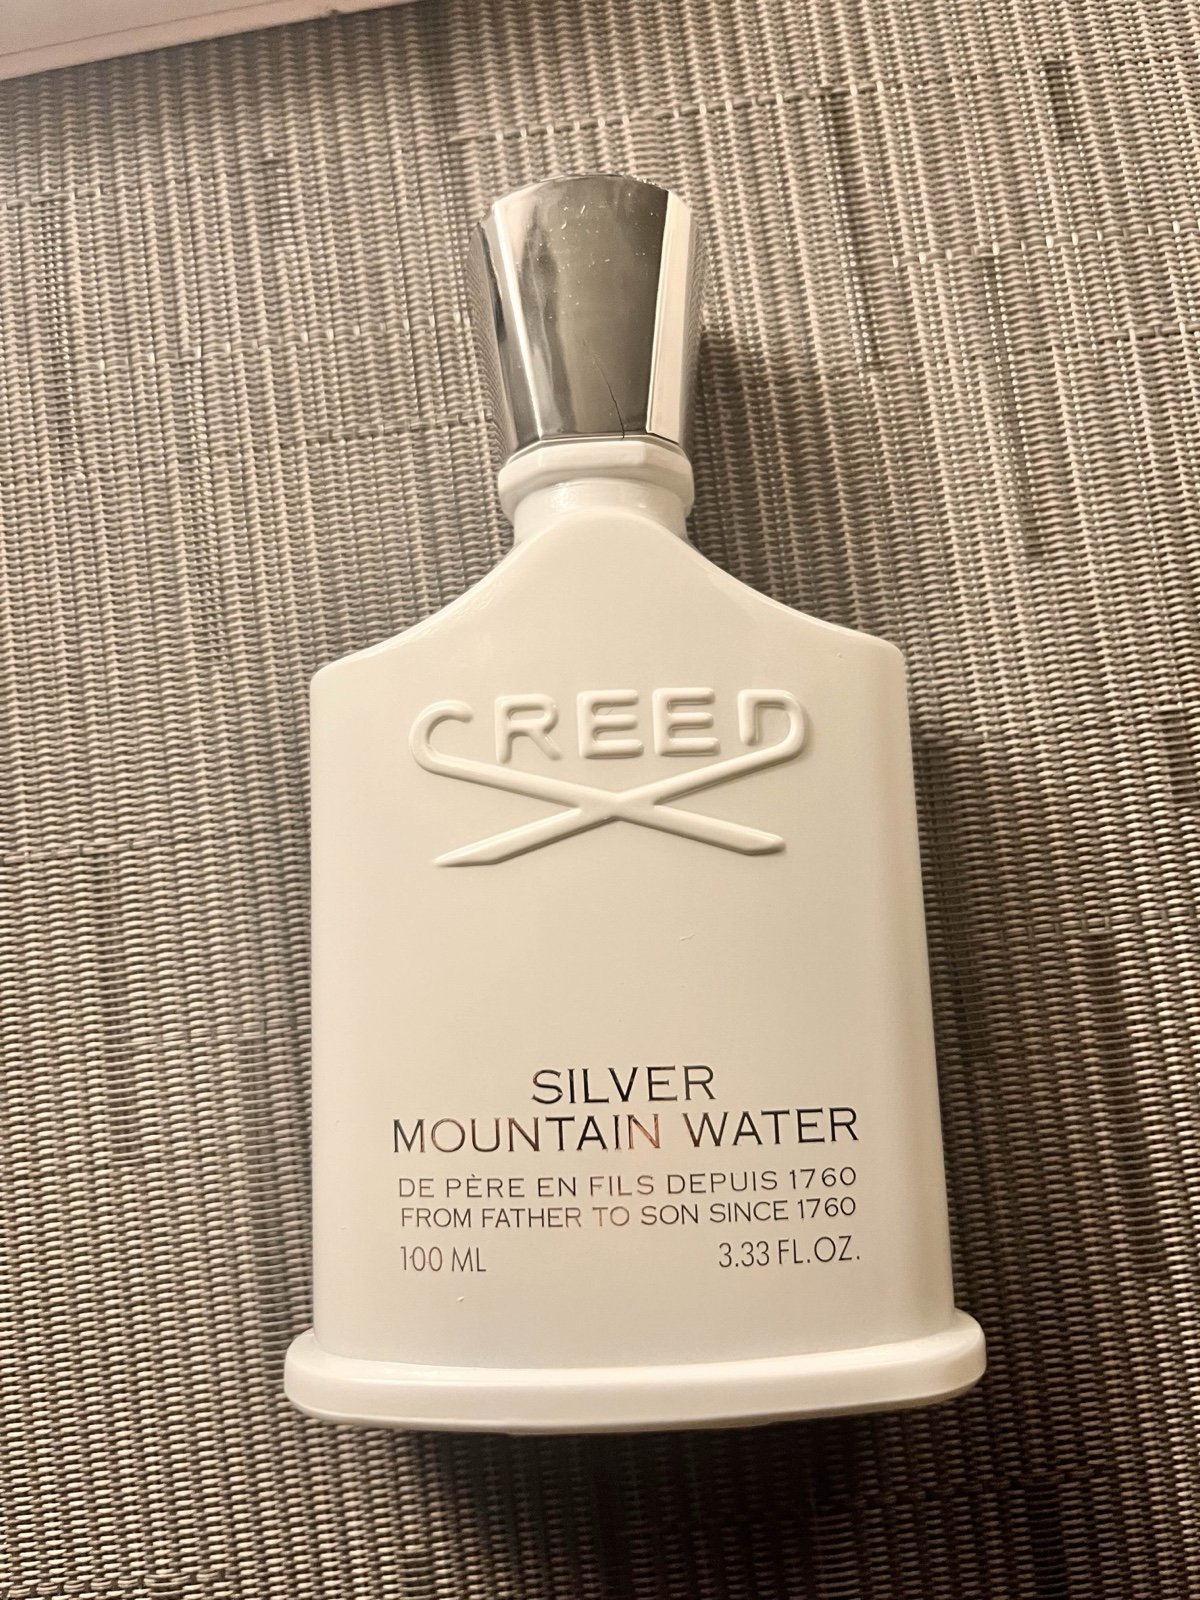 CREED
SILVER
MOUNTAIN WATER
DE PÈRE EN FILS DEPUIS 1760
FROM FATHER TO SON SINCE 1760
100 ML 3.33 FL.OZ.